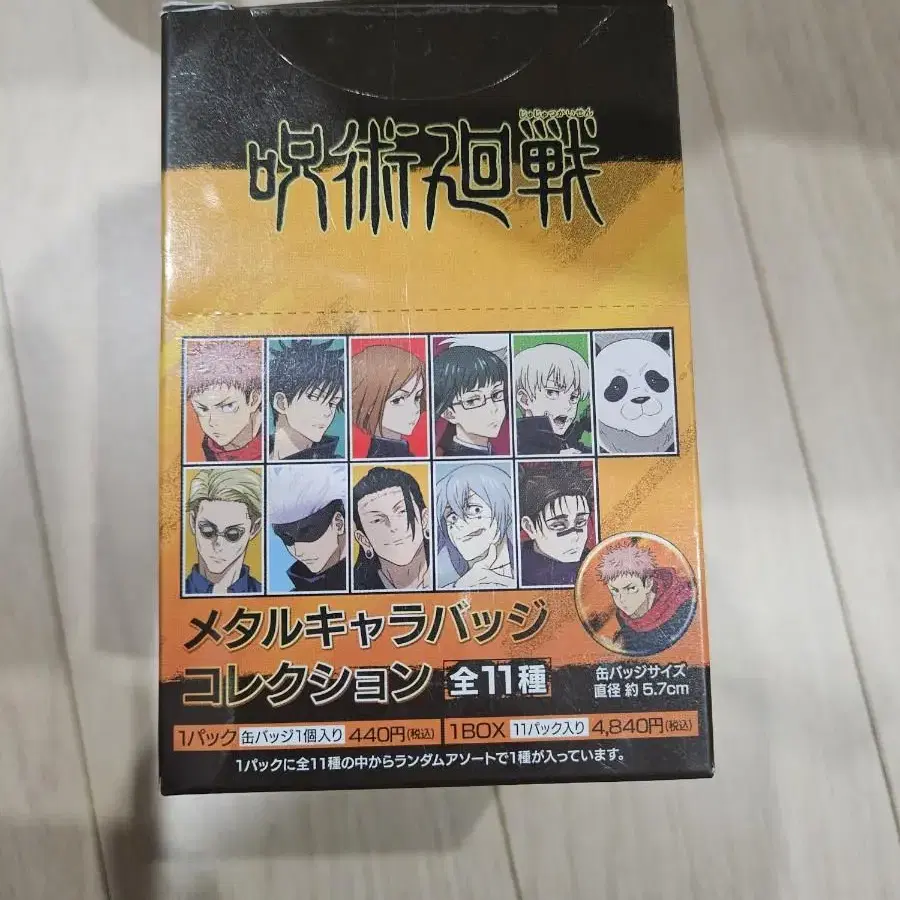 じゅじゅつかいせん
呪術廻戦
メタルキャラバッジ
コレクション 全11種
缶バッジサイズ
直径 約5.7cm
1パック 缶バッジ1個入り 440円(税込) 1BOX 11パック入り 4,840円(税込)
1パックに全11種の中からランダムアソートで1種が入っています。